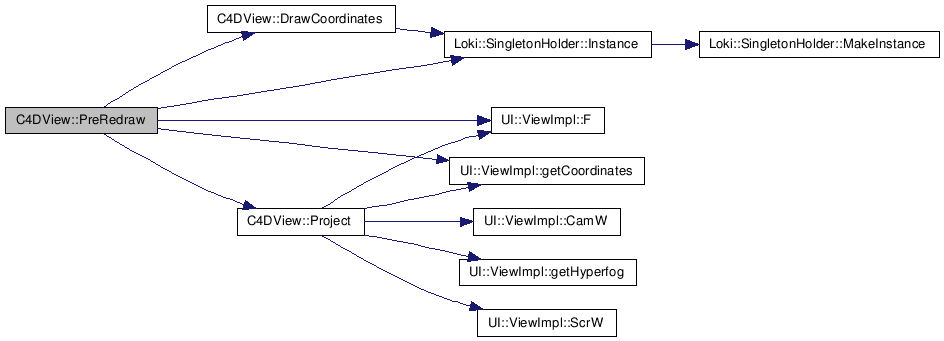 C4DView::DrawCoordinates
Loki::SingletonHolder::Instance
Loki::SingletonHolder::MakeInstance
C4DView::PreRedraw
UI::ViewImpl::F
UI::ViewImpl::getCoordinates
C4DView::Project
UI::ViewImpl::CamW
UI::ViewImpl::getHyperfog
UI::ViewImpl::ScrW